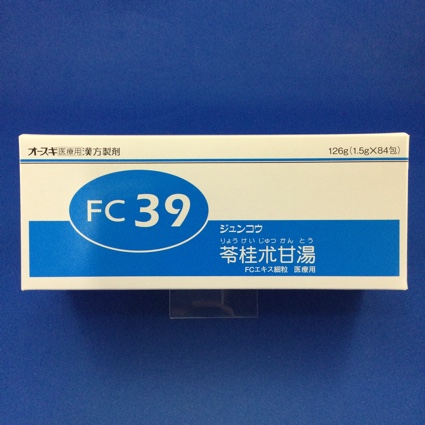 オースギ医療用漢方製剤
126g(1.5g×84包)
FC 39
ジュンコウ
りょう けい じゅつ かん とう
苓桂朮甘湯
FCエキス細粒 医療用